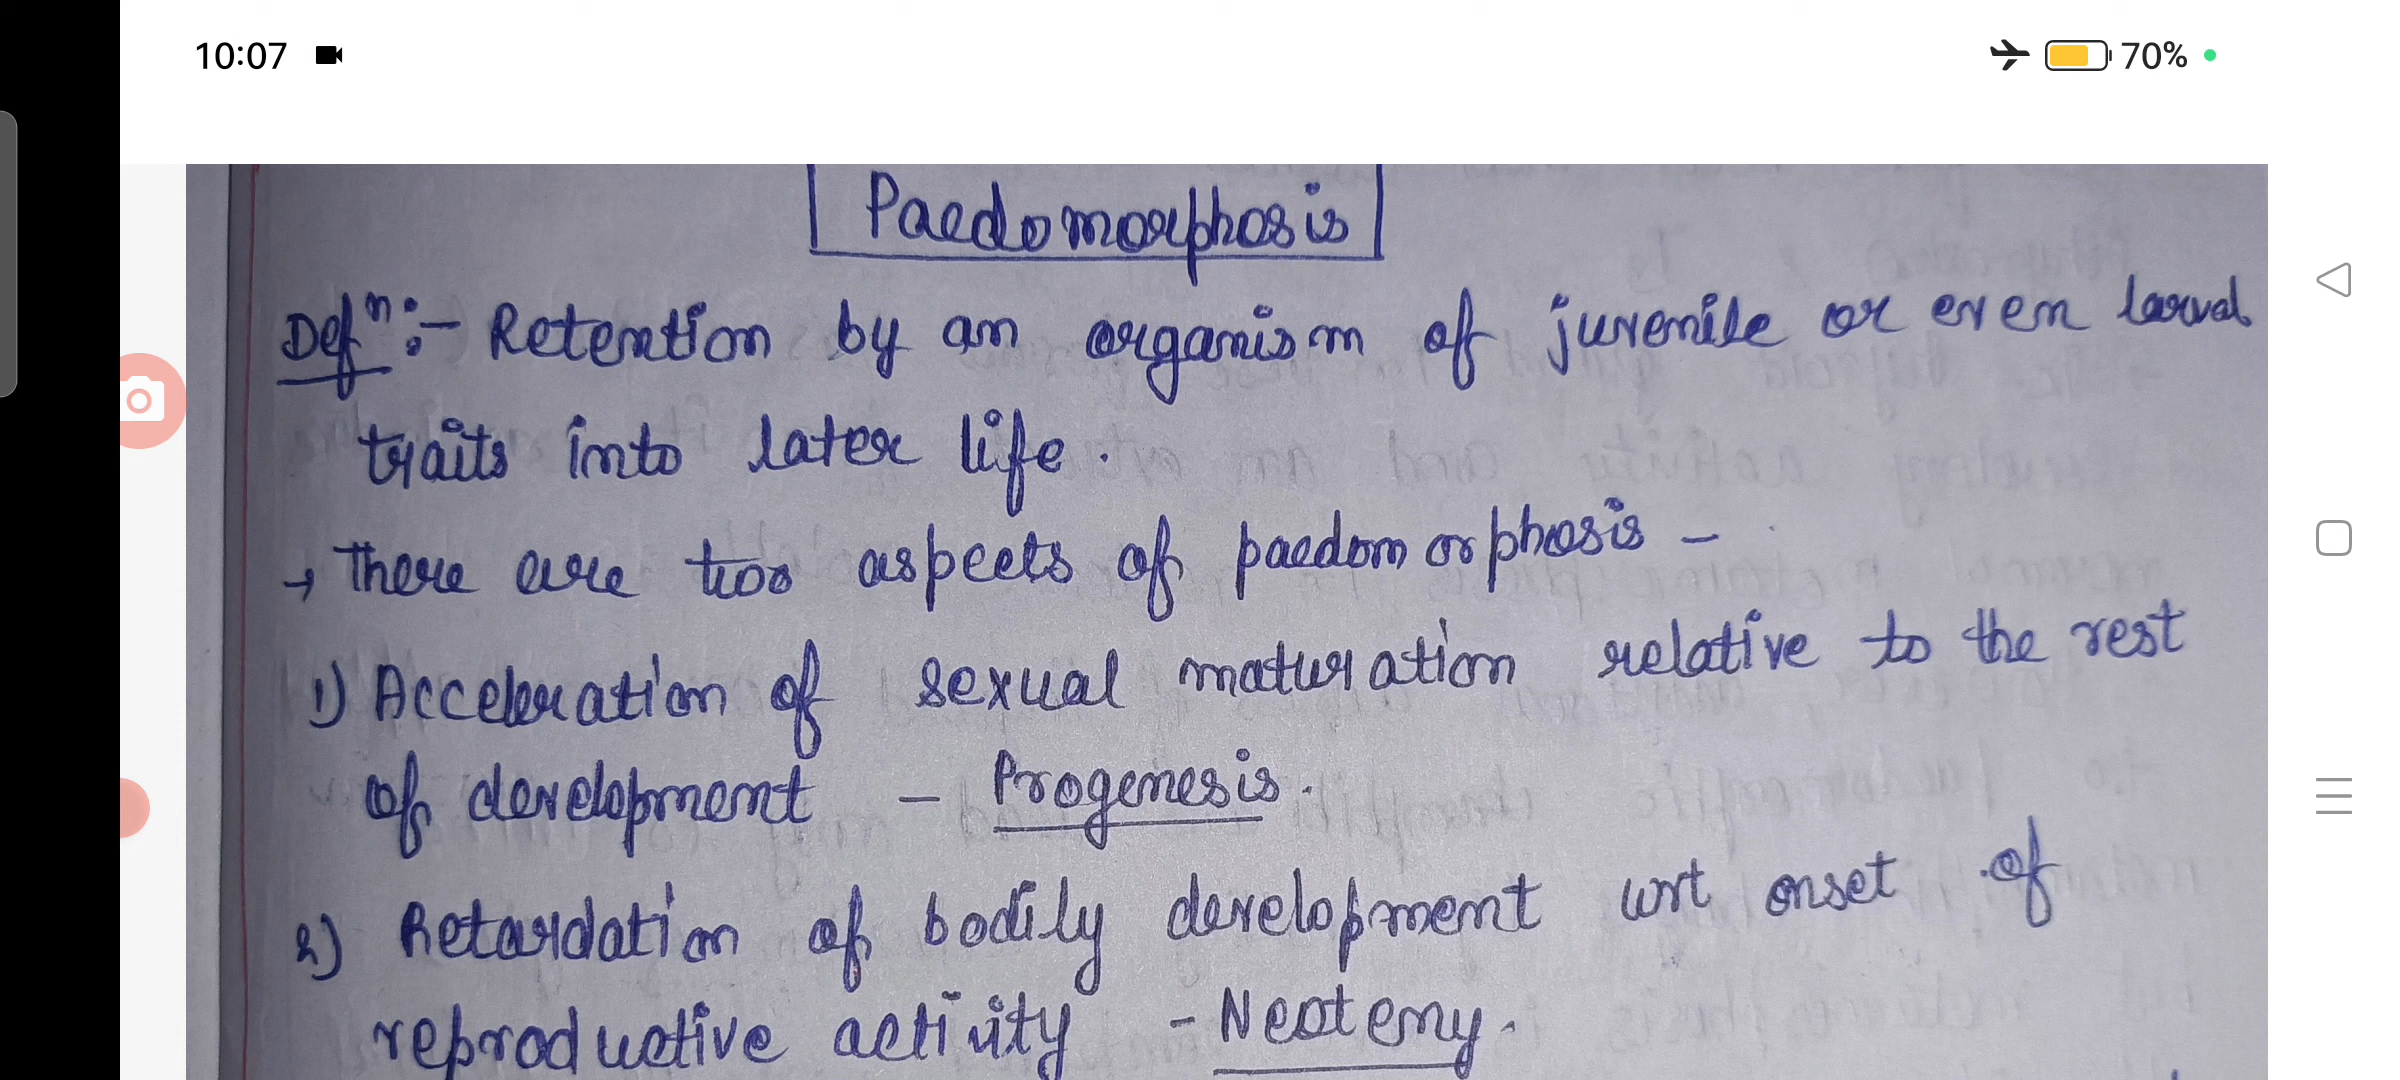 10:07
70%
Paedomorphosis
Defⁿ:- Retention by an organism of juvenile or even larval
traits into later life.
→ There are two aspects of paedomorphosis -
1) Acceleration of sexual maturation relative to the rest
of development - Progenesis.
2) Retardation of bodily development wrt onset of
reproductive activity - Neoteny.